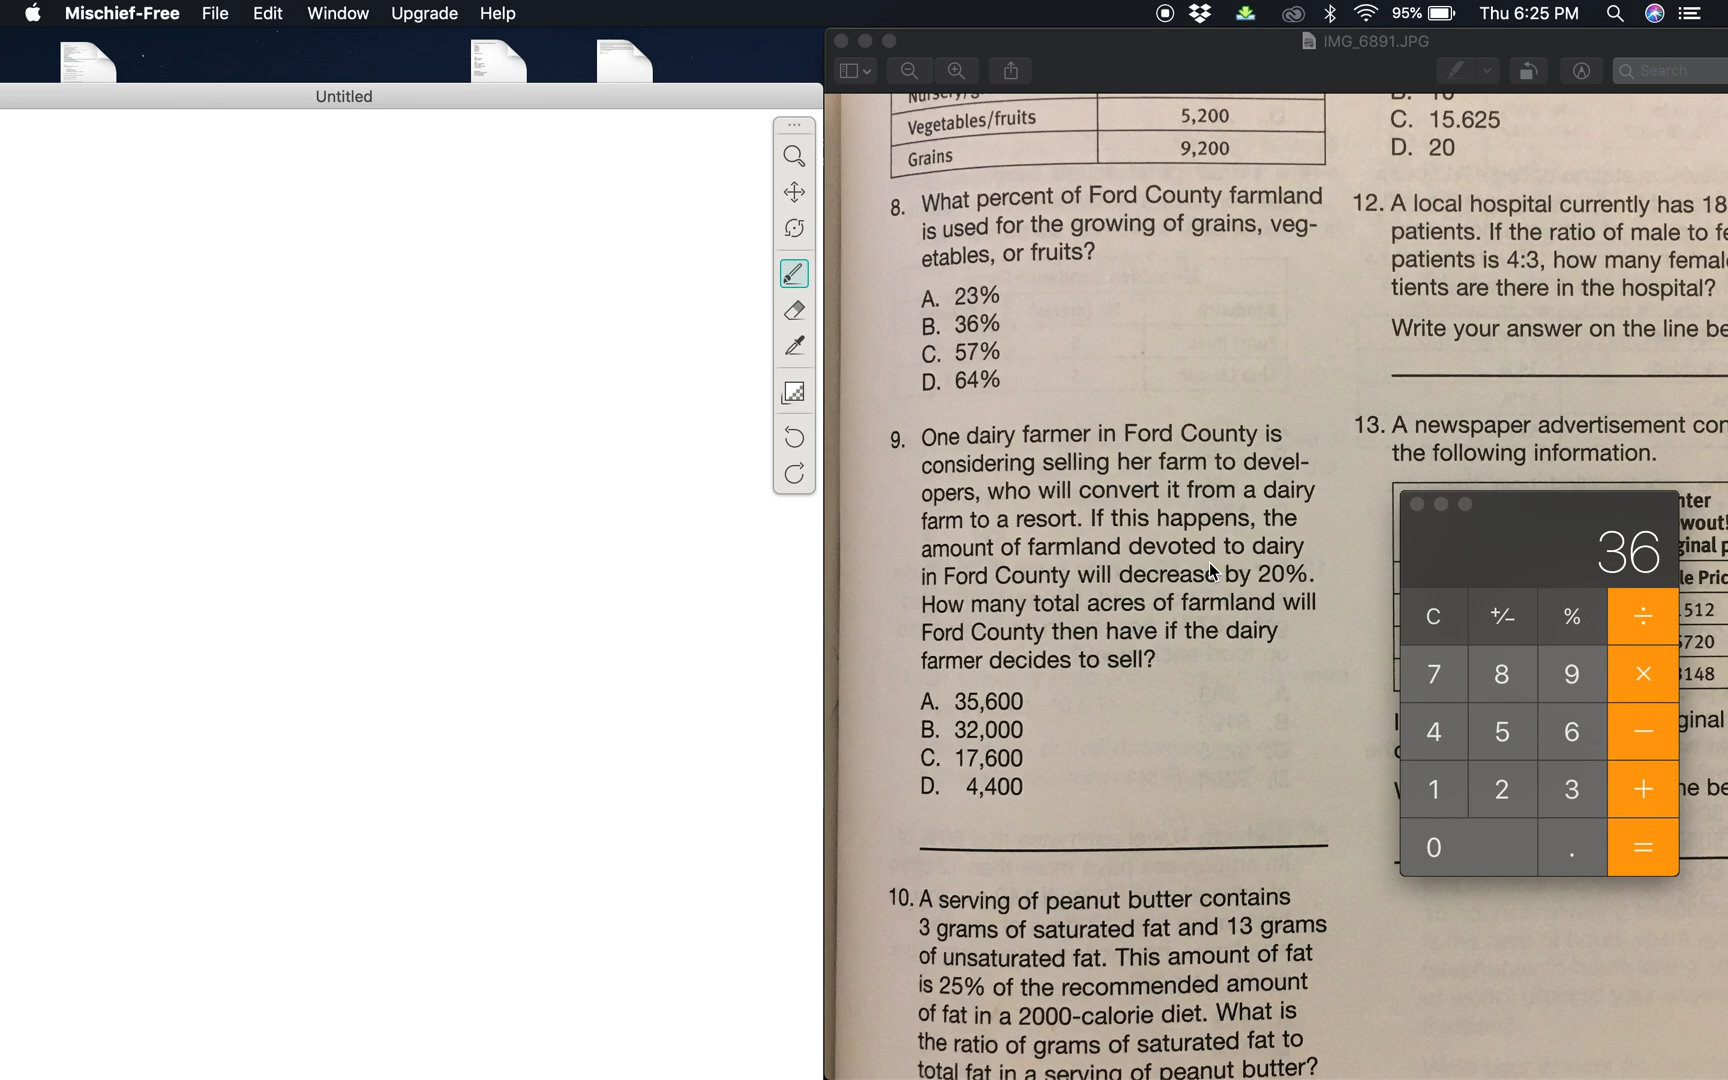 Mischief-Free File Edit Window Upgrade Help
95% Thu 6:25 PM
Untitled
IMG_6891.JPG
Search
Vegetables/fruits 5,200
Grains 9,200
8. What percent of Ford County farmland
is used for the growing of grains, veg-
etables, or fruits?
A. 23%
B. 36%
C. 57%
D. 64%
9. One dairy farmer in Ford County is
considering selling her farm to devel-
opers, who will convert it from a dairy
farm to a resort. If this happens, the
amount of farmland devoted to dairy
in Ford County will decrease by 20%.
How many total acres of farmland will
Ford County then have if the dairy
farmer decides to sell?
A. 35,600
B. 32,000
C. 17,600
D. 4,400
10. A serving of peanut butter contains
3 grams of saturated fat and 13 grams
of unsaturated fat. This amount of fat
is 25% of the recommended amount
of fat in a 2000-calorie diet. What is
the ratio of grams of saturated fat to
total fat in a serving of peanut butter?
C. 15.625
D. 20
12. A local hospital currently has 18
patients. If the ratio of male to fe
patients is 4:3, how many femal
tients are there in the hospital?
Write your answer on the line be
13. A newspaper advertisement con
the following information.
nter
wout!
ginal p
le Pric
512
720
148
ginal
ne be
36
C +/− % ÷
7 8 9 ×
4 5 6 −
1 2 3 +
0 . =